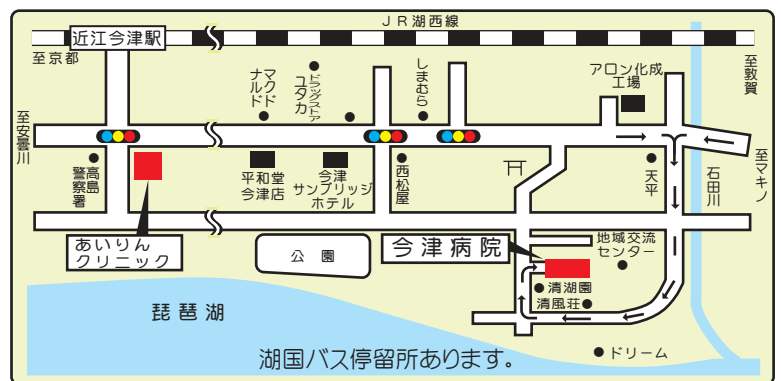 JR湖西線
近江今津駅
至京都
至敦賀
マクド
ナルド
ドラッグストア
ユタカ
しまむら
アロン化成
工場
至安曇川
高島
警察署
平和堂
今津店
今津
サンブリッジ
ホテル
西松屋
天平
石田川
至マキノ
あいりん
クリニック
公園
今津病院
地域交流
センター
清湖園
清風荘
琵琶湖
湖国バス停留所あります。
ドリーム